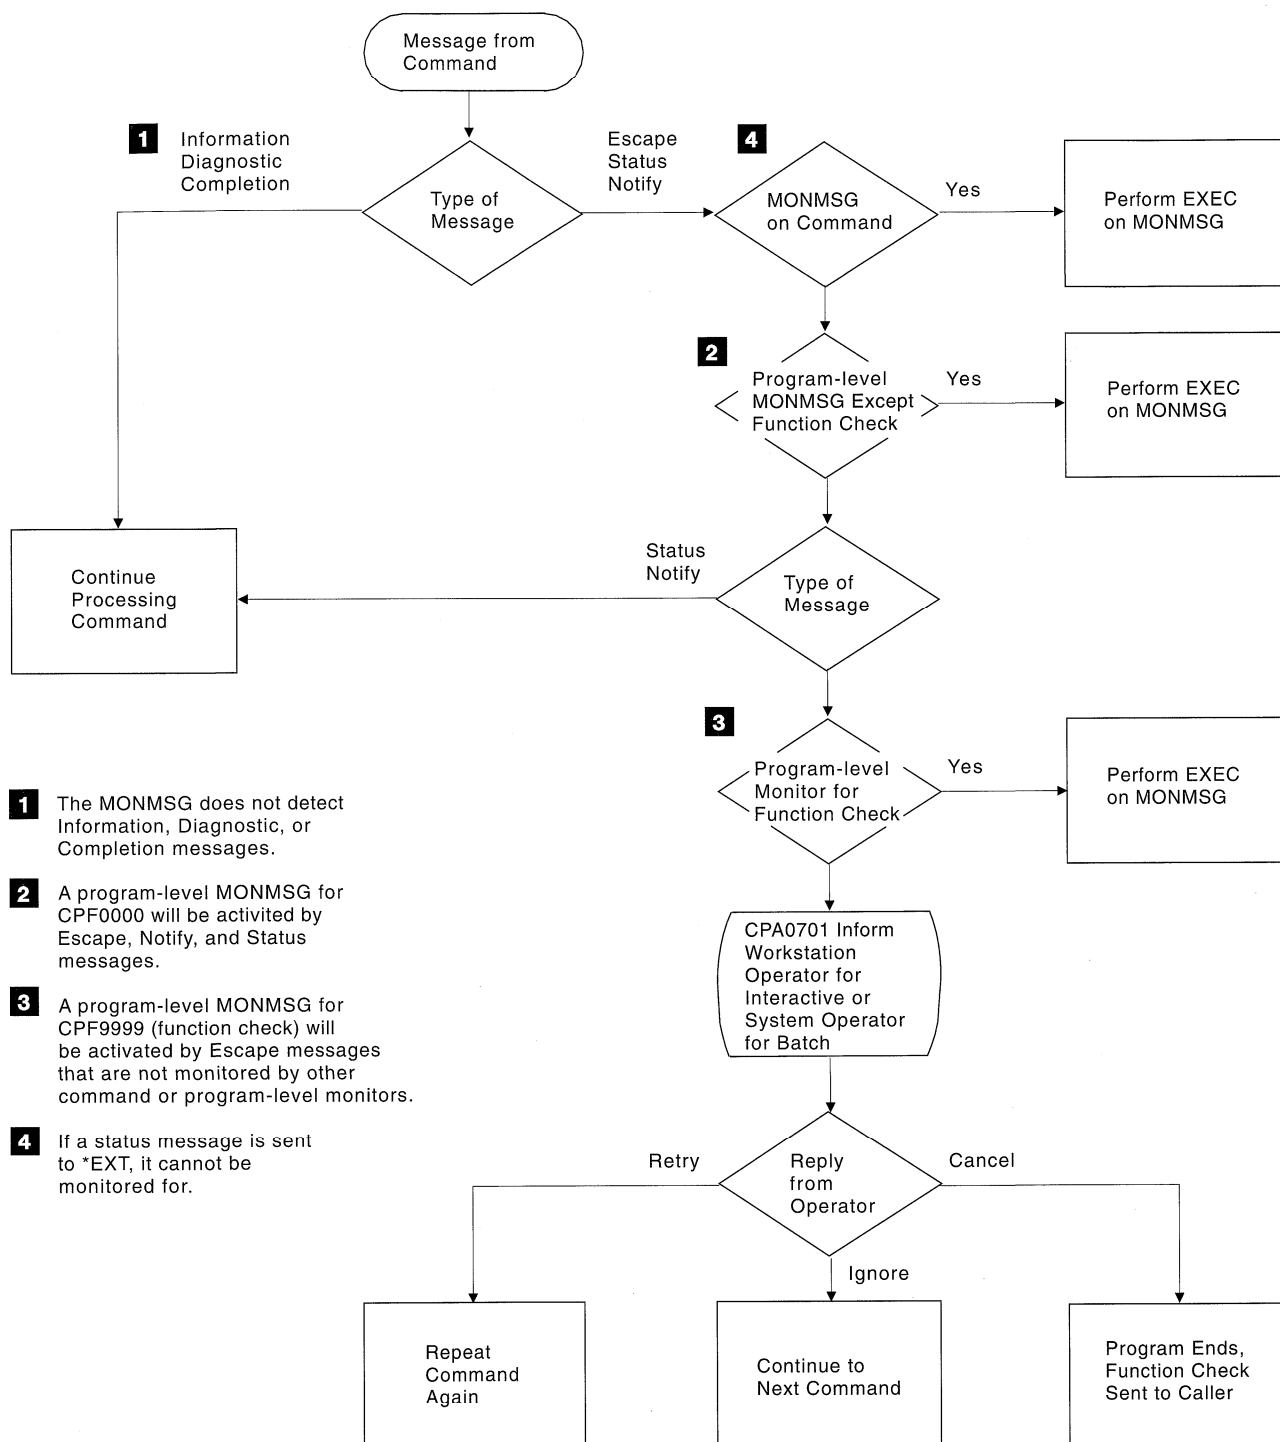 Message from
Command
1
Information
Diagnostic
Completion
Escape
Status
Notify
4
Type of
Message
MONMSG
on Command
Yes
Perform EXEC
on MONMSG
2
Program-level
MONMSG Except
Function Check
Yes
Perform EXEC
on MONMSG
Status
Notify
Type of
Message
Continue
Processing
Command
3
Program-level
Monitor for
Function Check
Yes
Perform EXEC
on MONMSG
1 The MONMSG does not detect
Information, Diagnostic, or
Completion messages.
2 A program-level MONMSG for
CPF0000 will be activited by
Escape, Notify, and Status
messages.
3 A program-level MONMSG for
CPF9999 (function check) will
be activated by Escape messages
that are not monitored by other
command or program-level monitors.
4 If a status message is sent
to *EXT, it cannot be
monitored for.
CPA0701 Inform
Workstation
Operator for
Interactive or
System Operator
for Batch
Retry
Reply
from
Operator
Cancel
Ignore
Repeat
Command
Again
Continue to
Next Command
Program Ends,
Function Check
Sent to Caller